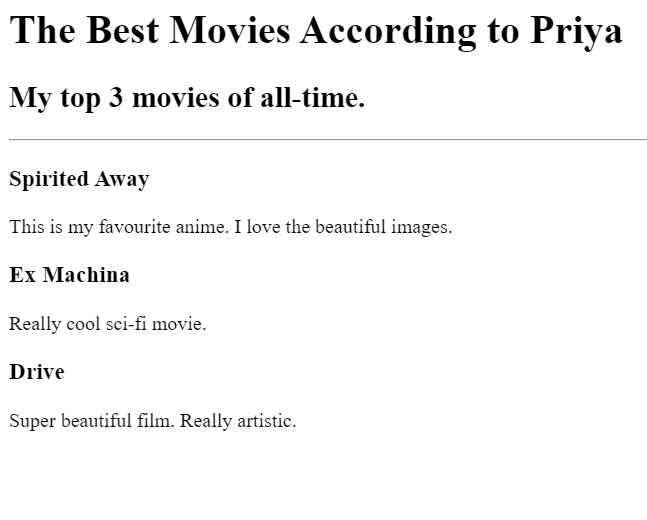 The Best Movies According to Priya
My top 3 movies of all-time.
Spirited Away
This is my favourite anime. I love the beautiful images.
Ex Machina
Really cool sci-fi movie.
Drive
Super beautiful film. Really artistic.